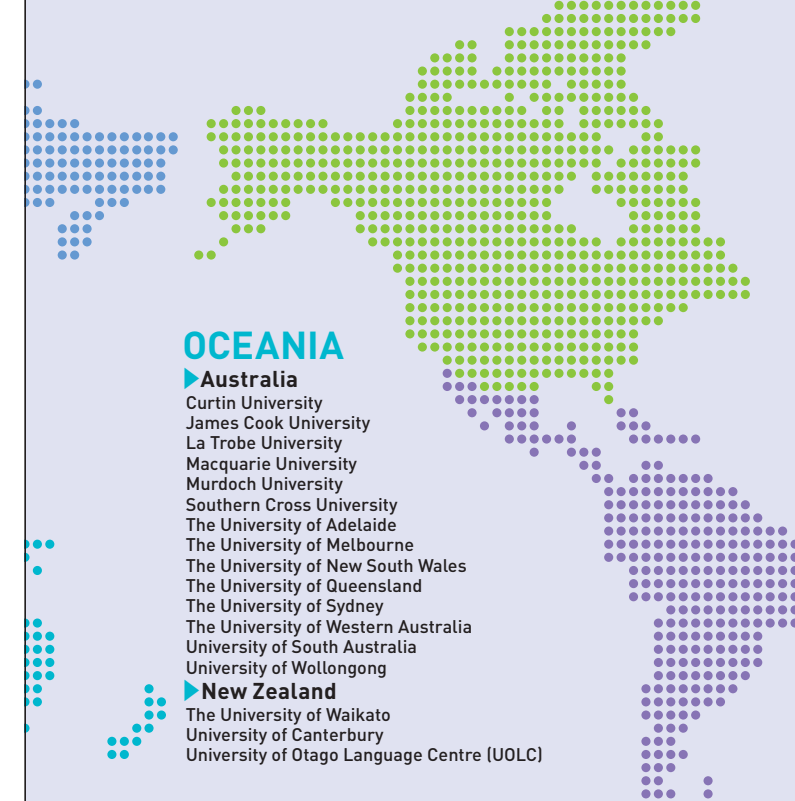 OCEANIA
Australia
Curtin University
James Cook University
La Trobe University
Macquarie University
Murdoch University
Southern Cross University
The University of Adelaide
The University of Melbourne
The University of New South Wales
The University of Queensland
The University of Sydney
The University of Western Australia
University of South Australia
University of Wollongong
New Zealand
The University of Waikato
University of Canterbury
University of Otago Language Centre (UOLC)